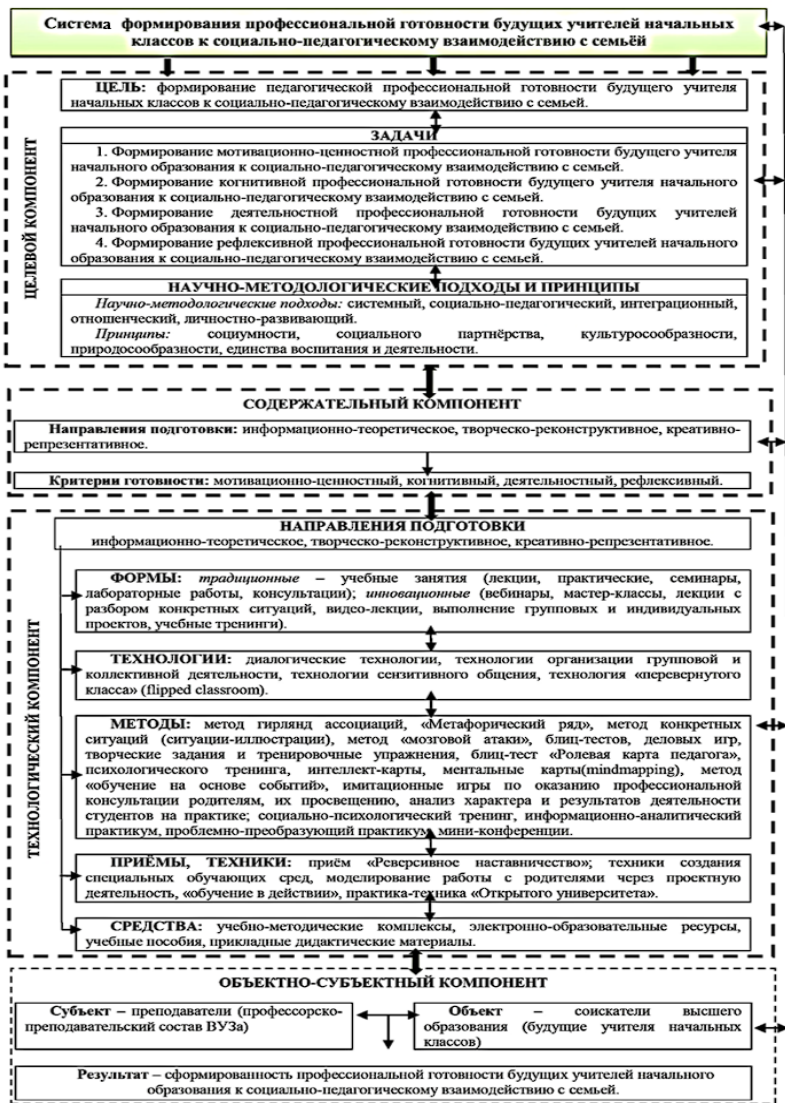 Система формирования профессиональной готовности будущих учителей начальных
классов к социально-педагогическому взаимодействию с семьёй
ЦЕЛЕВОЙ КОМПОНЕНТ
ЦЕЛЬ: формирование педагогической профессиональной готовности будущего учителя
начальных классов к социально-педагогическому взаимодействию с семьей.
ЗАДАЧИ
1. Формирование мотивационно-ценностной профессиональной готовности будущего учителя
начального образования к социально-педагогическому взаимодействию с семьей.
2. Формирование когнитивной профессиональной готовности будущего учителя начального
образования к социально-педагогическому взаимодействию с семьей.
3. Формирование деятельностной профессиональной готовности будущих учителей
начального образования к социально-педагогическому взаимодействию с семьей.
4. Формирование рефлексивной профессиональной готовности будущих учителей начального
образования к социально-педагогическому взаимодействию с семьей.
НАУЧНО-МЕТОДОЛОГИЧЕСКИЕ ПОДХОДЫ И ПРИНЦИПЫ
Научно-методологические подходы: системный, социально-педагогический, интеграционный,
отношенческий, личностно-развивающий.
Принципы: социумности, социального партнёрства, культуросообразности,
природосообразности, единства воспитания и деятельности.
СОДЕРЖАТЕЛЬНЫЙ КОМПОНЕНТ
Направления подготовки: информационно-теоретическое, творческо-реконструктивное, креативно-
репрезентативное.
Критерии готовности: мотивационно-ценностный, когнитивный, деятельностный, рефлексивный.
ТЕХНОЛОГИЧЕСКИЙ КОМПОНЕНТ
НАПРАВЛЕНИЯ ПОДГОТОВКИ
информационно-теоретическое, творческо-реконструктивное, креативно-репрезентативное.
ФОРМЫ: традиционные – учебные занятия (лекции, практические, семинары,
лабораторные работы, консультации); инновационные (вебинары, мастер-классы, лекции с
разбором конкретных ситуаций, видео-лекции, выполнение групповых и индивидуальных
проектов, учебные тренинги).
ТЕХНОЛОГИИ: диалогические технологии, технологии организации групповой и
коллективной деятельности, технологии сензитивного общения, технология «перевернутого
класса» (flipped classroom).
МЕТОДЫ: метод гирлянд ассоциаций, «Метафорический ряд», метод конкретных
ситуаций (ситуации-иллюстрации), метод «мозговой атаки», блиц-тестов, деловых игр,
творческие задания и тренировочные упражнения, блиц-тест «Ролевая карта педагога»,
психологического тренинга, интеллект-карты, ментальные карты(mindmapping), метод
«обучение на основе событий», имитационные игры по оказанию профессиональной
консультации родителям, их просвещению, анализ характера и результатов деятельности
студентов на практике; социально-психологический тренинг, информационно-аналитический
практикум, проблемно-преобразующий практикум, мини-конференции.
ПРИЁМЫ, ТЕХНИКИ: приём «Реверсивное наставничество»; техники создания
специальных обучающих сред, моделирование работы с родителями через проектную
деятельность, «обучение в действии», практика-техника «Открытого университета».
СРЕДСТВА: учебно-методические комплексы, электронно-образовательные ресурсы,
учебные пособия, прикладные дидактические материалы.
ОБЪЕКТНО-СУБЪЕКТНЫЙ КОМПОНЕНТ
Субъект – преподаватели (профессорско-
преподавательский состав ВУЗа)
Объект – соискатели высшего
образования (будущие учителя начальных
классов)
Результат – сформированность профессиональной готовности будущих учителей начального
образования к социально-педагогическому взаимодействию с семьей.